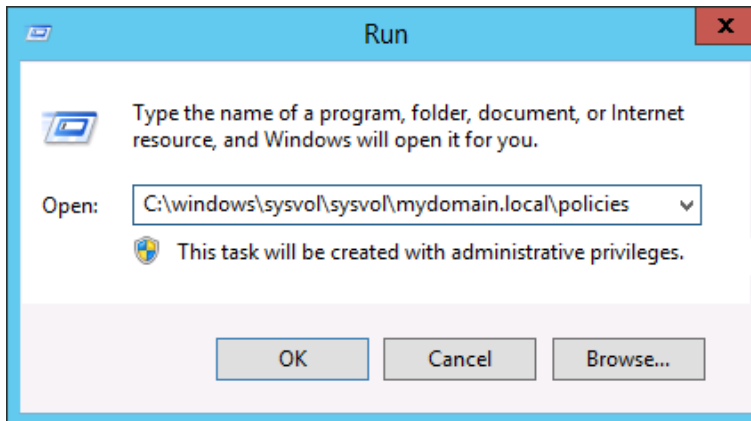 Run
x
Type the name of a program, folder, document, or Internet
resource, and Windows will open it for you.
Open:
C:\windows\sysvol\sysvol\mydomain.local\policies
This task will be created with administrative privileges.
OK
Cancel
Browse...